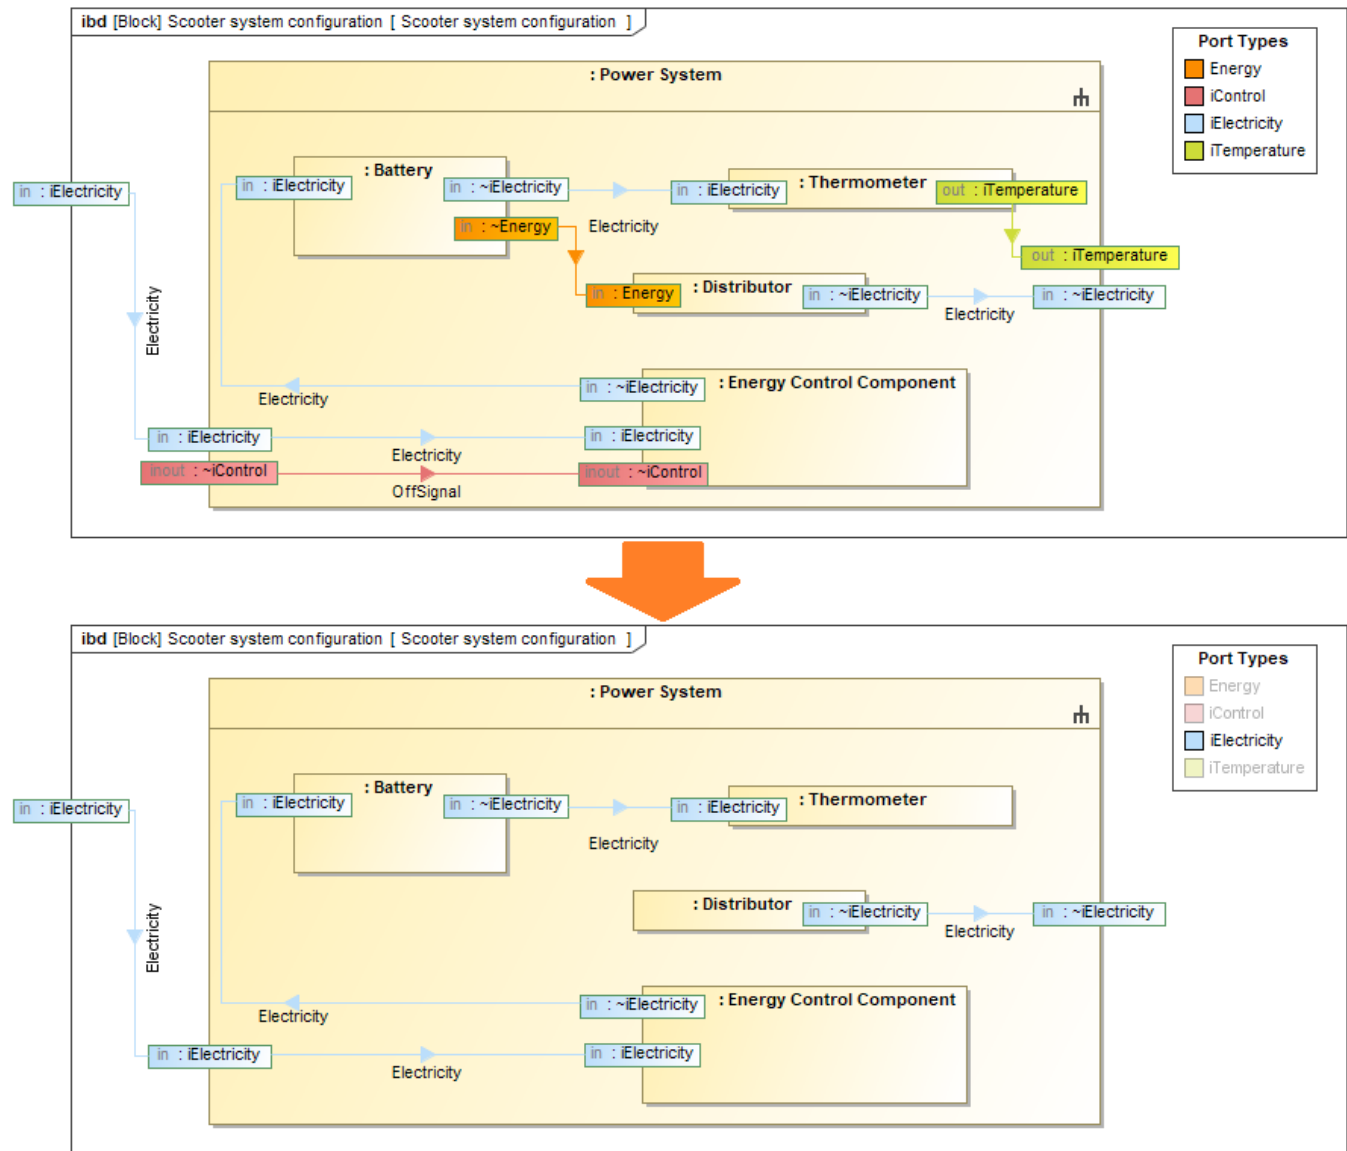 ibd [Block] Scooter system configuration [ Scooter system configuration ]
Port Types
Energy
iControl
iElectricity
iTemperature
: Power System
: Battery
in : iElectricity
in : iElectricity
in : ~iElectricity
in : iElectricity
: Thermometer
out : iTemperature
in : ~Energy
Electricity
out : iTemperature
in : Energy
: Distributor
in : ~iElectricity
in : ~iElectricity
Electricity
Electricity
in : ~iElectricity
: Energy Control Component
Electricity
in : iElectricity
in : iElectricity
Electricity
inout : ~iControl
inout : ~iControl
OffSignal
ibd [Block] Scooter system configuration [ Scooter system configuration ]
Port Types
Energy
iControl
iElectricity
iTemperature
: Power System
: Battery
in : iElectricity
in : iElectricity
in : ~iElectricity
in : iElectricity
: Thermometer
Electricity
: Distributor
in : ~iElectricity
in : ~iElectricity
Electricity
Electricity
in : ~iElectricity
: Energy Control Component
Electricity
in : iElectricity
in : iElectricity
Electricity